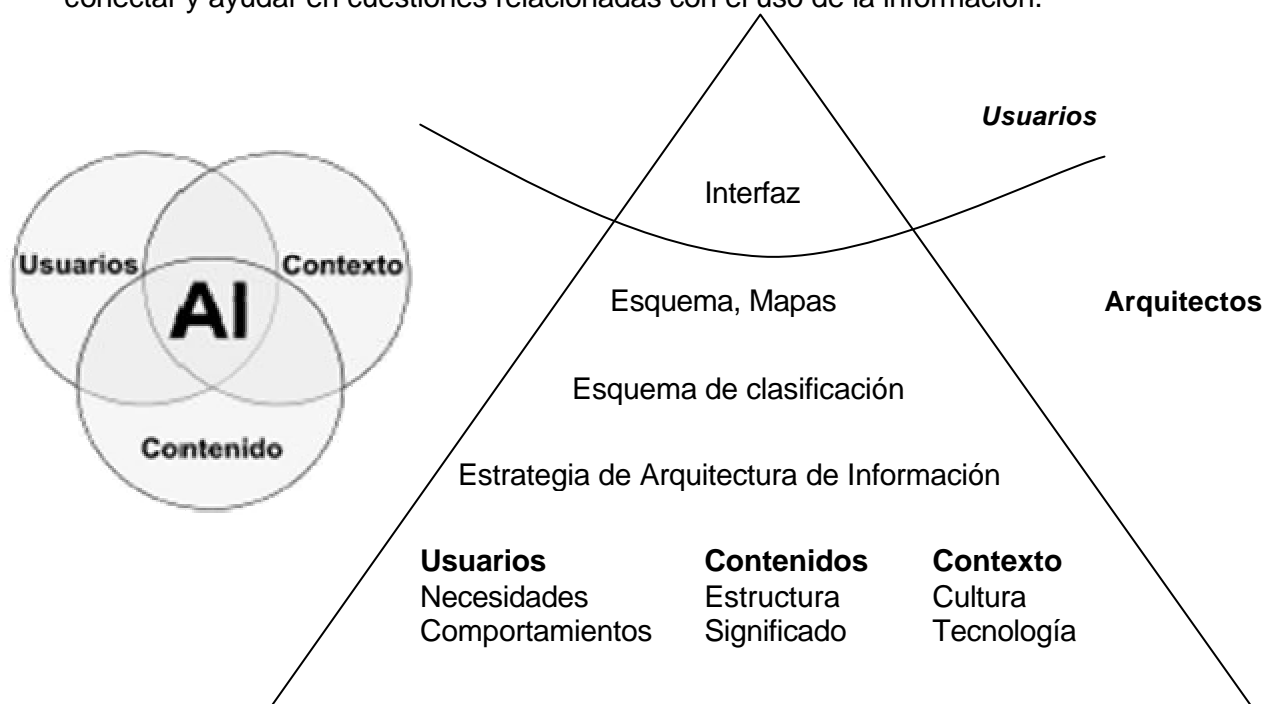 conectar y ayudar en cuestiones relacionadas con el uso de la información.
Usuarios
Interfaz
Usuarios
Contexto
AI
Esquema, Mapas
Arquitectos
Esquema de clasificación
Contenido
Estrategia de Arquitectura de Información
Usuarios Contenidos Contexto
Necesidades Estructura Cultura
Comportamientos Significado Tecnología